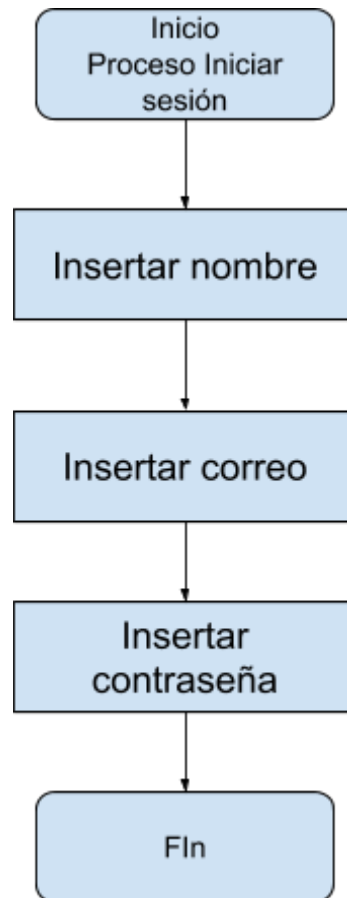 Inicio
Proceso Iniciar
sesión
Insertar nombre
Insertar correo
Insertar
contraseña
FIn